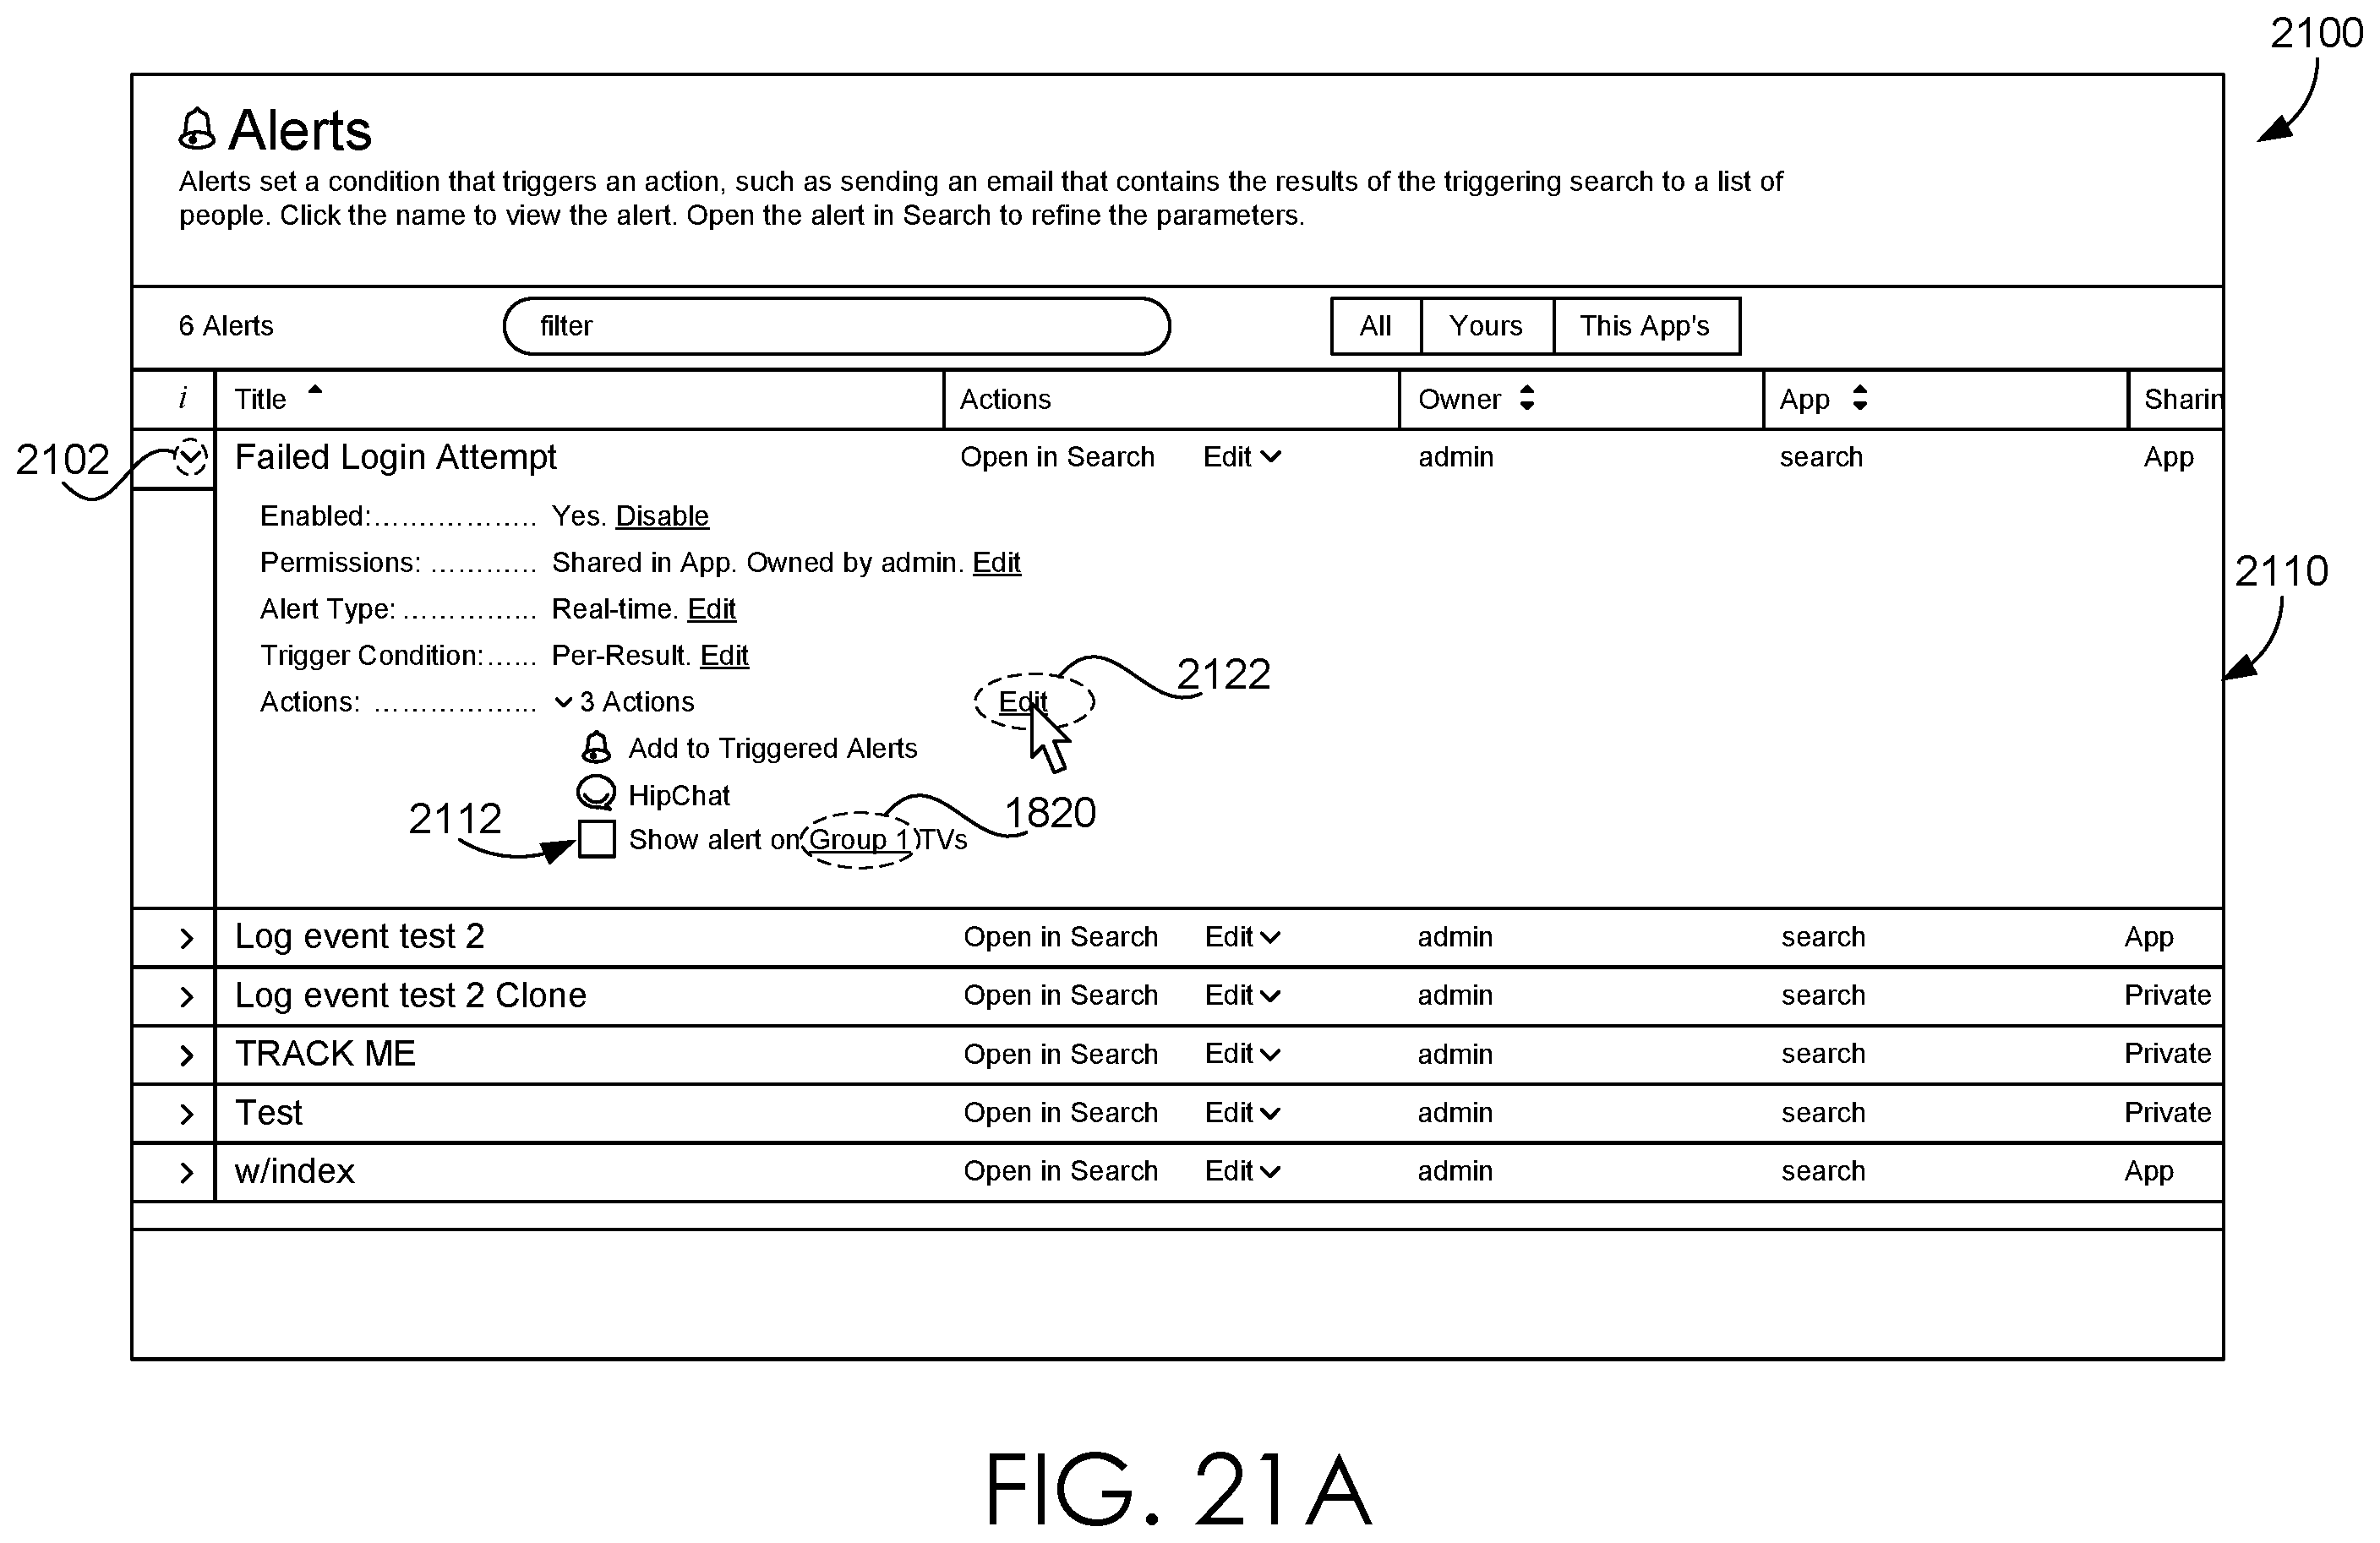 2100
Alerts
Alerts set a condition that triggers an action, such as sending an email that contains the results of the triggering search to a list of
people. Click the name to view the alert. Open the alert in Search to refine the parameters.
6 Alerts filter All Yours This App's
i Title Actions Owner App Sharin
2102 Failed Login Attempt Open in Search Edit admin search App
Enabled:.................. Yes. Disable
Permissions: ............ Shared in App. Owned by admin. Edit
2110
Alert Type: ............... Real-time. Edit
Trigger Condition:...... Per-Result. Edit
2122
Actions: .................. 3 Actions Edit
Add to Triggered Alerts
HipChat
2112 1820
Show alert on Group 1 TVs
Log event test 2 Open in Search Edit admin search App
Log event test 2 Clone Open in Search Edit admin search Private
TRACK ME Open in Search Edit admin search Private
Test Open in Search Edit admin search Private
w/index Open in Search Edit admin search App
FIG. 21A